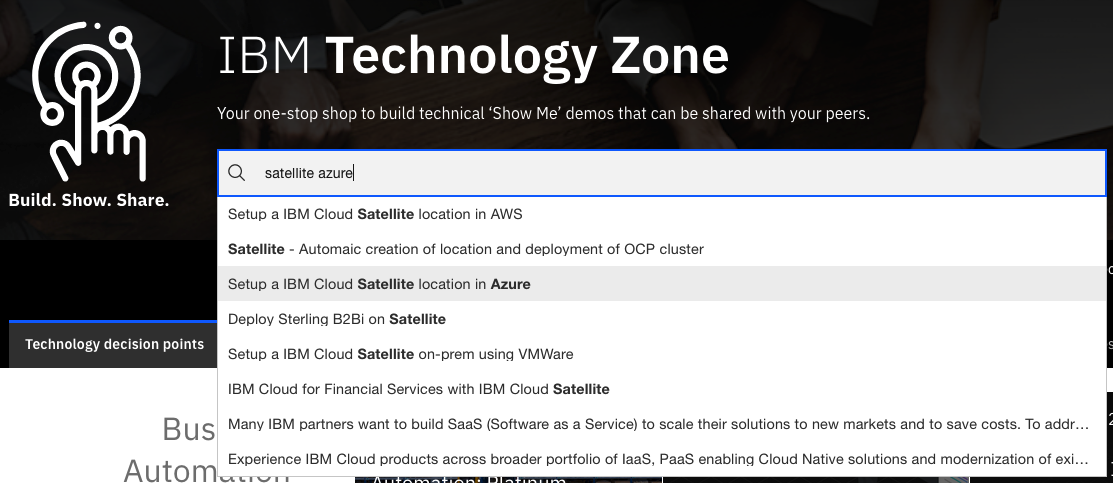 IBM Technology Zone
Your one-stop shop to build technical ‘Show Me’ demos that can be shared with your peers.
satellite azure
Build. Show. Share.
Setup a IBM Cloud Satellite location in AWS
Satellite - Automaic creation of location and deployment of OCP cluster
Setup a IBM Cloud Satellite location in Azure
Deploy Sterling B2Bi on Satellite
Technology decision points
Setup a IBM Cloud Satellite on-prem using VMWare
IBM Cloud for Financial Services with IBM Cloud Satellite
Many IBM partners want to build SaaS (Software as a Service) to scale their solutions to new markets and to save costs. To addr...
Experience IBM Cloud products across broader portfolio of IaaS, PaaS enabling Cloud Native solutions and modernization of exi...
Bus
Automation
Automation: Platinum